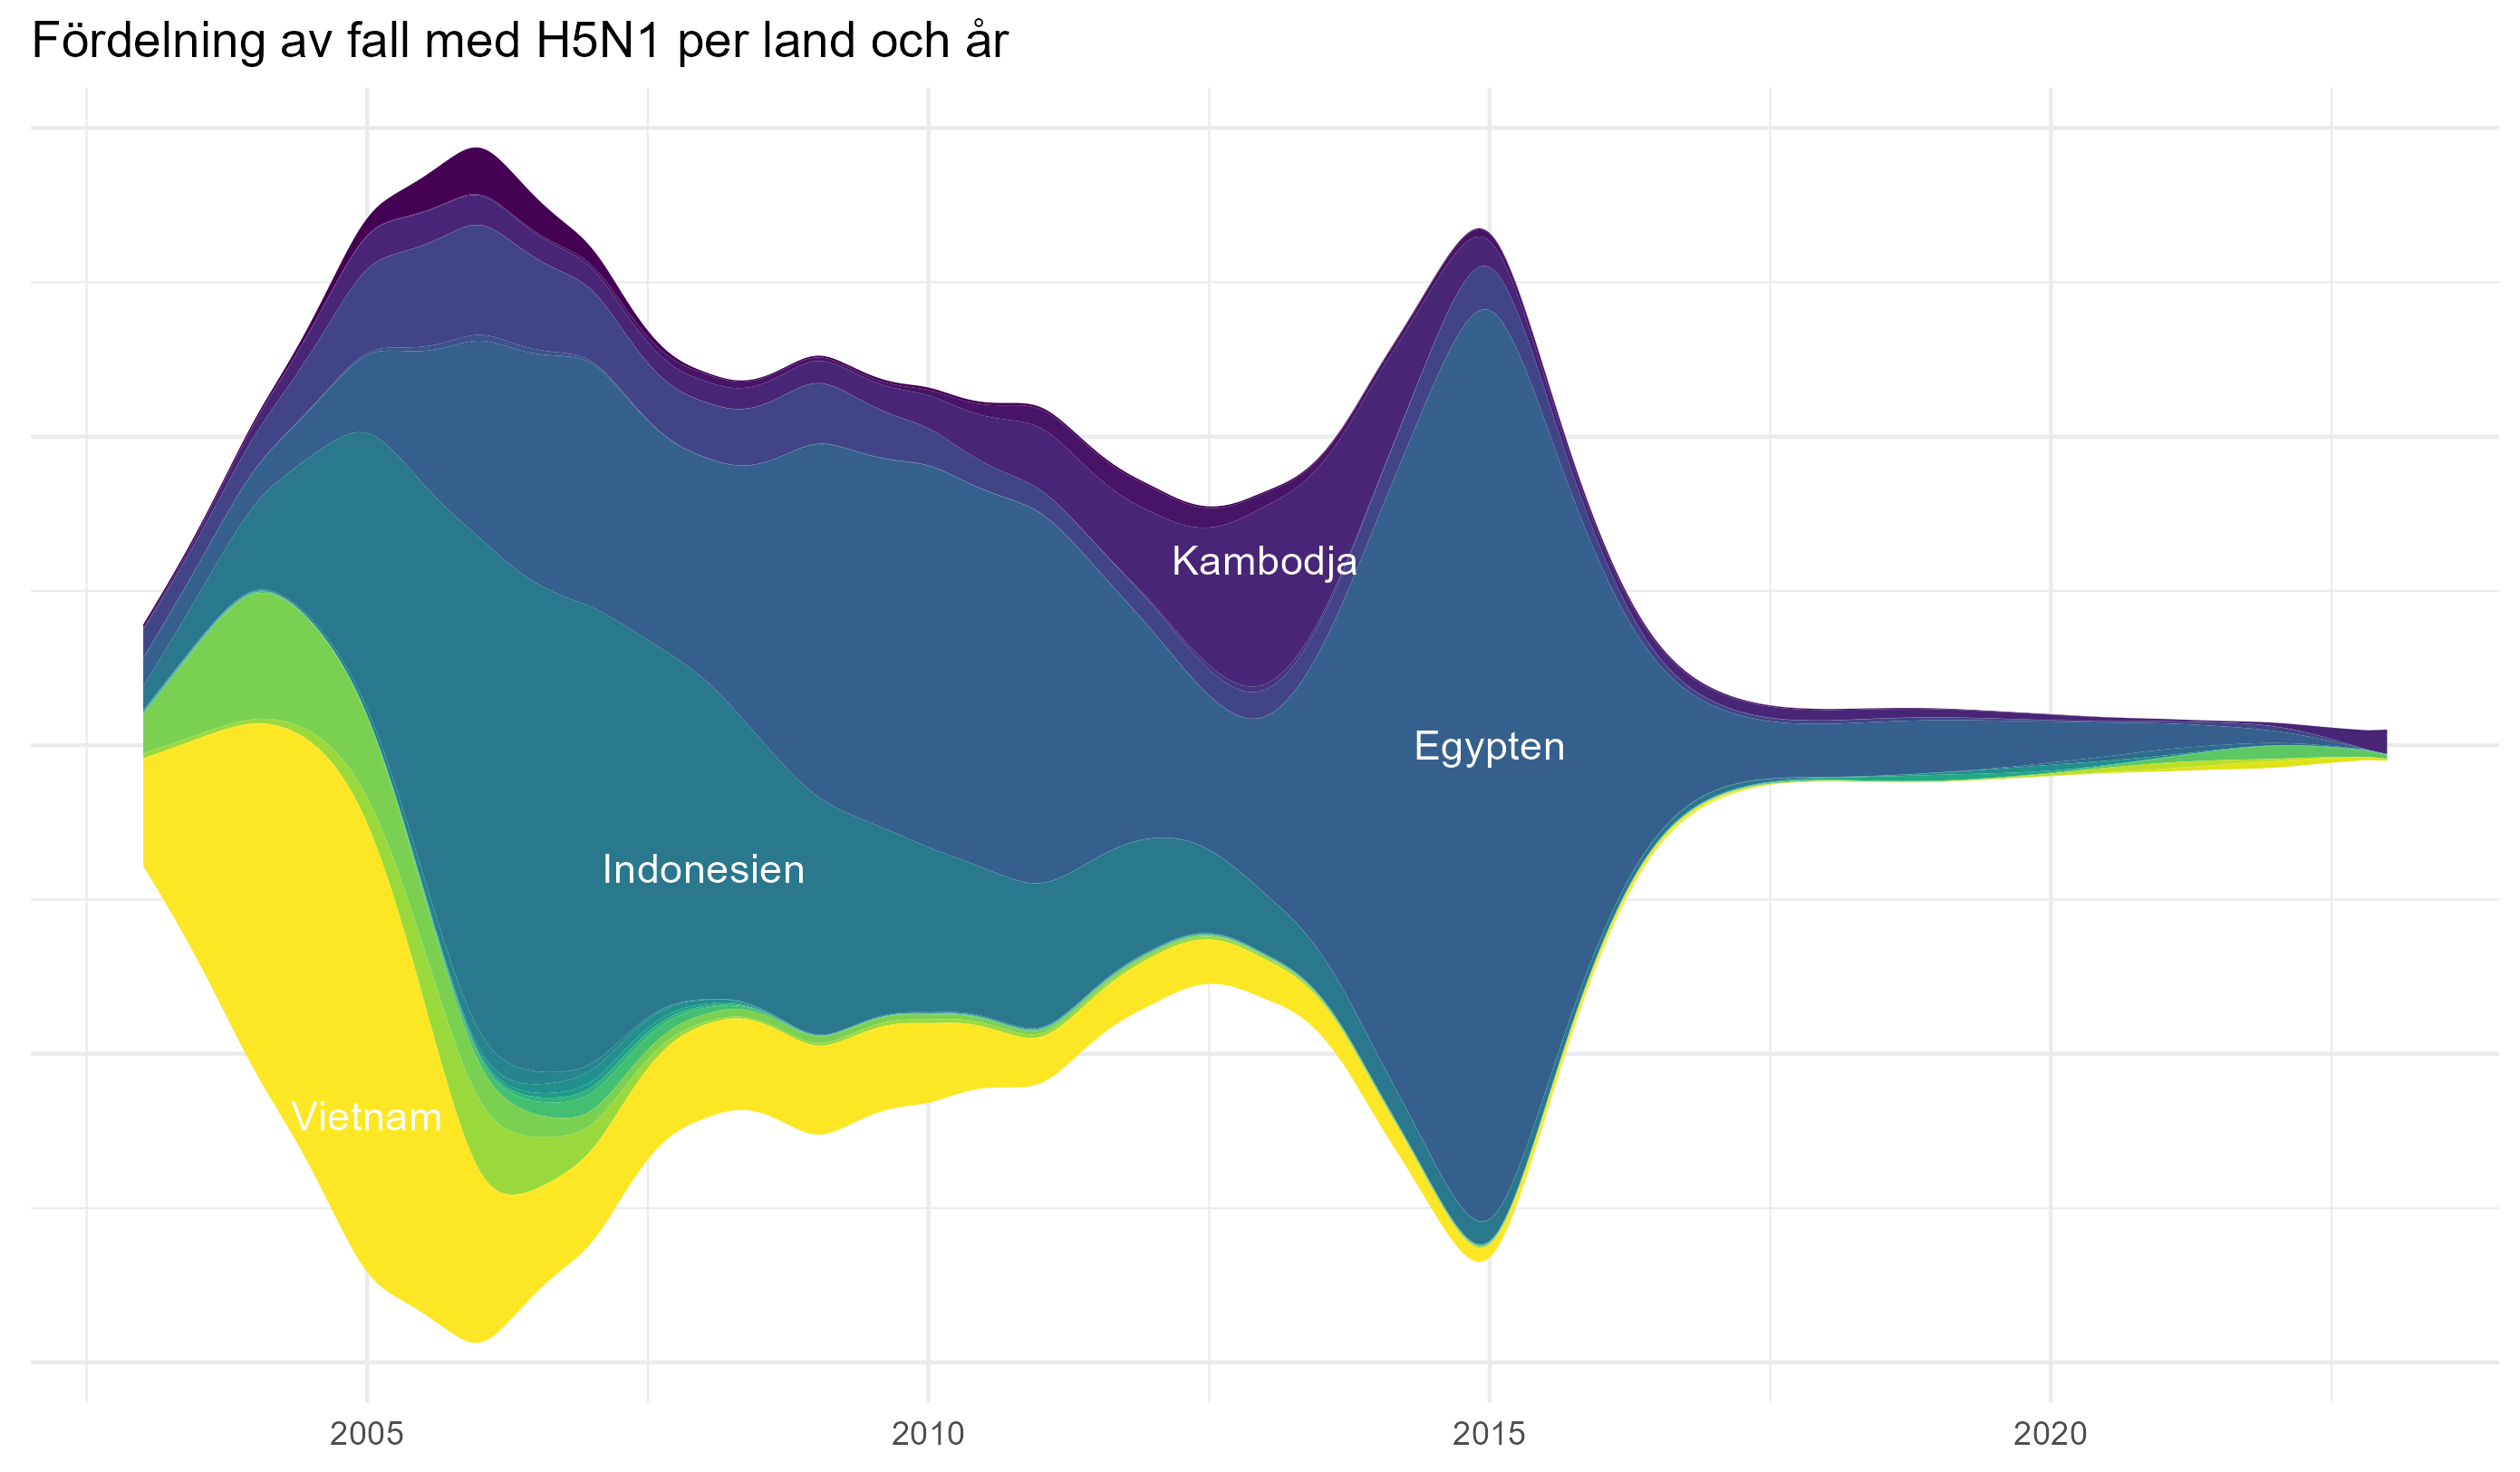 Fördelning av fall med H5N1 per land och år
Kambodja
Egypten
Indonesien
Vietnam
2005 2010 2015 2020